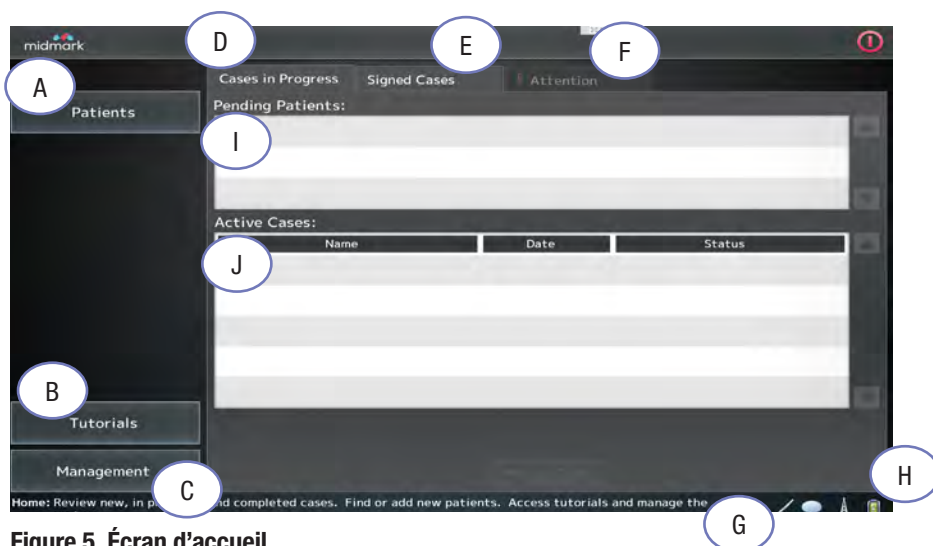 midmark
D
E
F
A
Cases in Progress
Signed Cases
! Attention
Patients
Pending Patients:
I
Active Cases:
Name
Date
Status
J
B
Tutorials
Management
C
H
Home: Review new, in nd completed cases. Find or add new patients. Access tutorials and manage the
G
Figure 5. Écran d'accueil